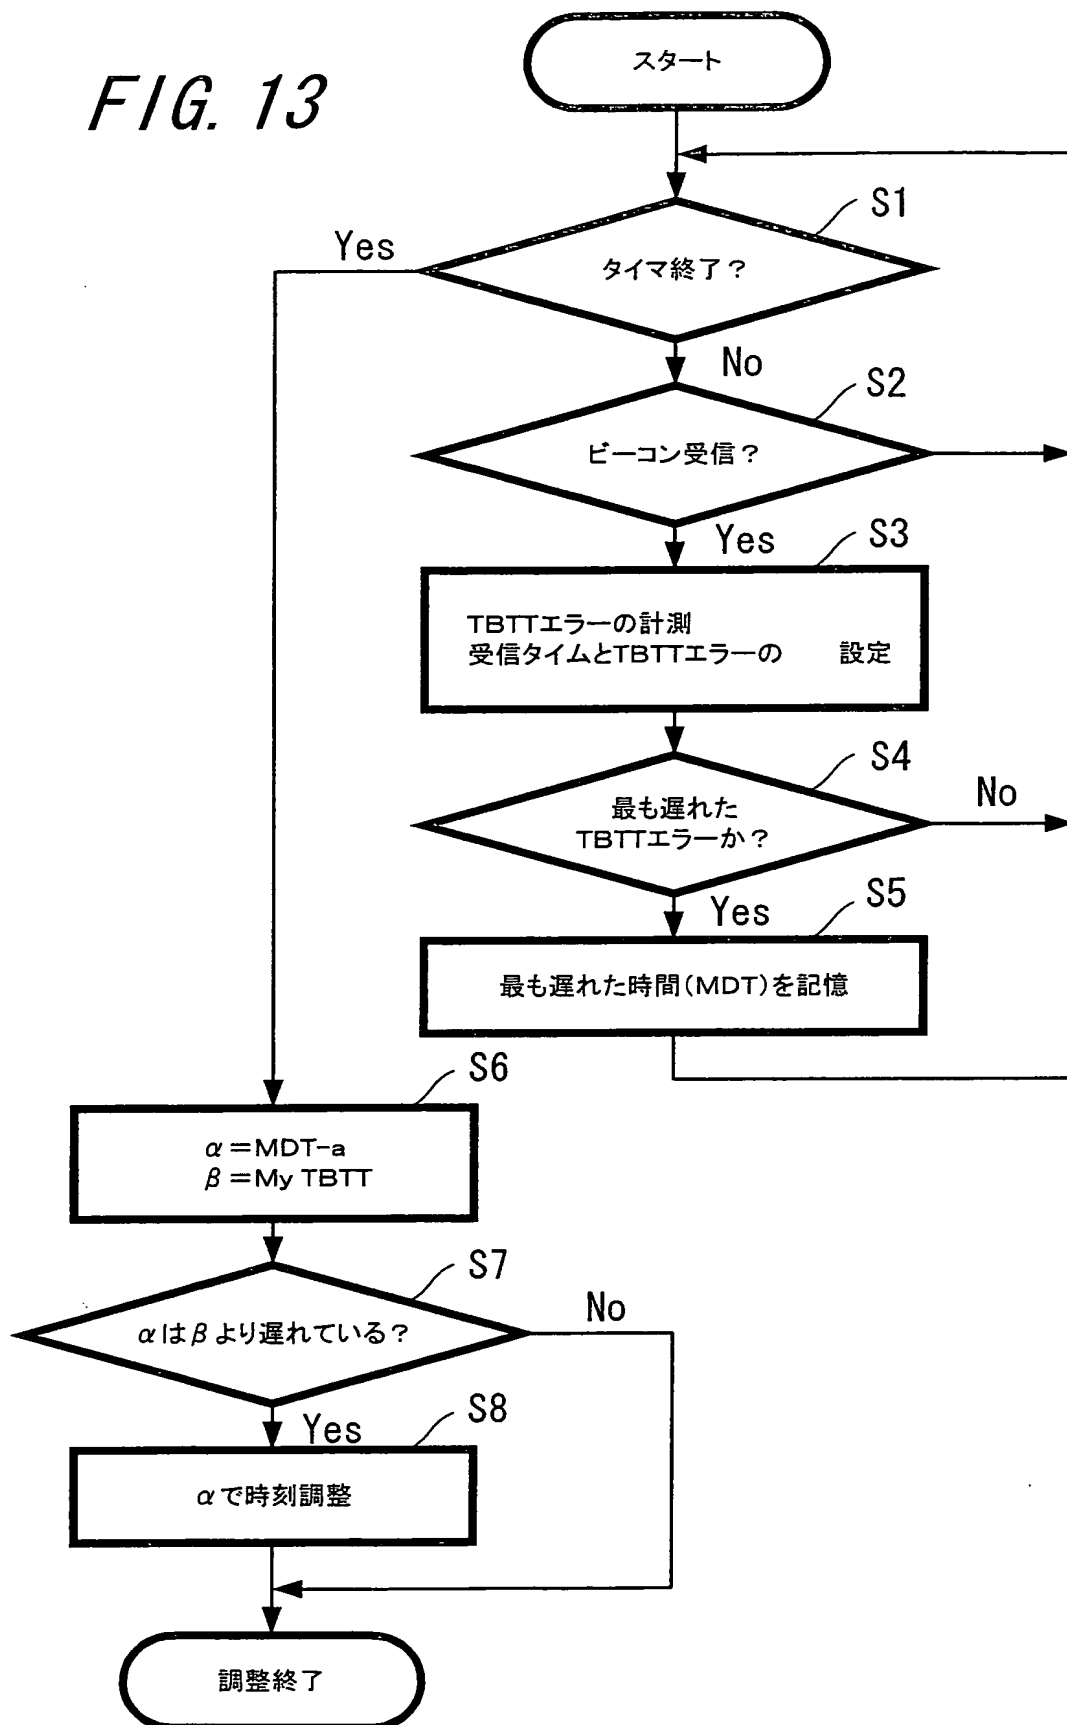 FIG. 13
スタート
S1
Yes
タイマ終了?
No
S2
ビーコン受信?
Yes
S3
TBTTエラーの計測
受信タイムとTBTTエラーの 設定
S4
最も遅れた
TBTTエラーか?
No
Yes
S5
最も遅れた時間(MDT)を記憶
S6
α=MDT-a
β=My TBTT
S7
αはβより遅れている?
No
Yes
S8
αで時刻調整
調整終了